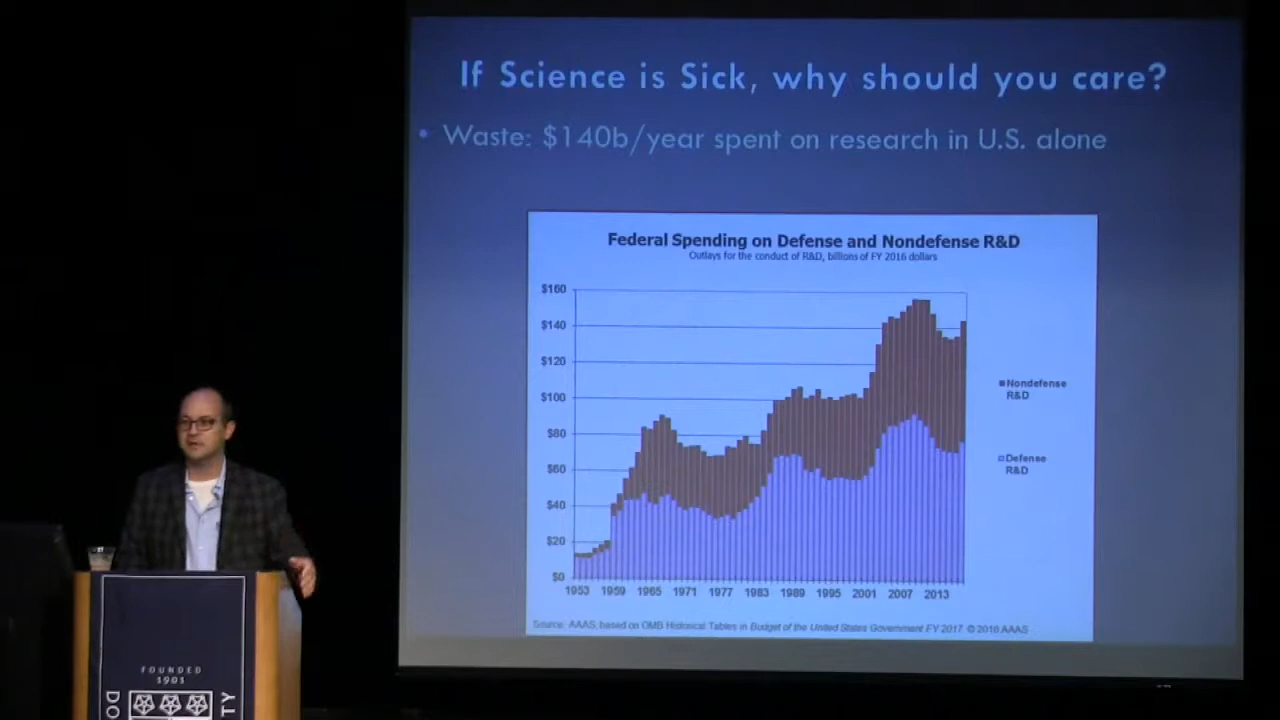 If Science is Sick, why should you care?
• Waste: $140b/year spent on research in U.S. alone
Federal Spending on Defense and Nondefense R&D
Outlays for the conduct of R&D, billions of FY 2016 dollars
$160
$140
$120
$100
$80
$60
$40
$20
$0
1953 1959 1965 1971 1977 1983 1989 1995 2001 2007 2013
Nondefense
R&D
Defense
R&D
Source: AAAS, based on OMB Historical Tables in Budget of the United States Government FY 2017. © 2016 AAAS
FOUNDED
1901
DO
TY